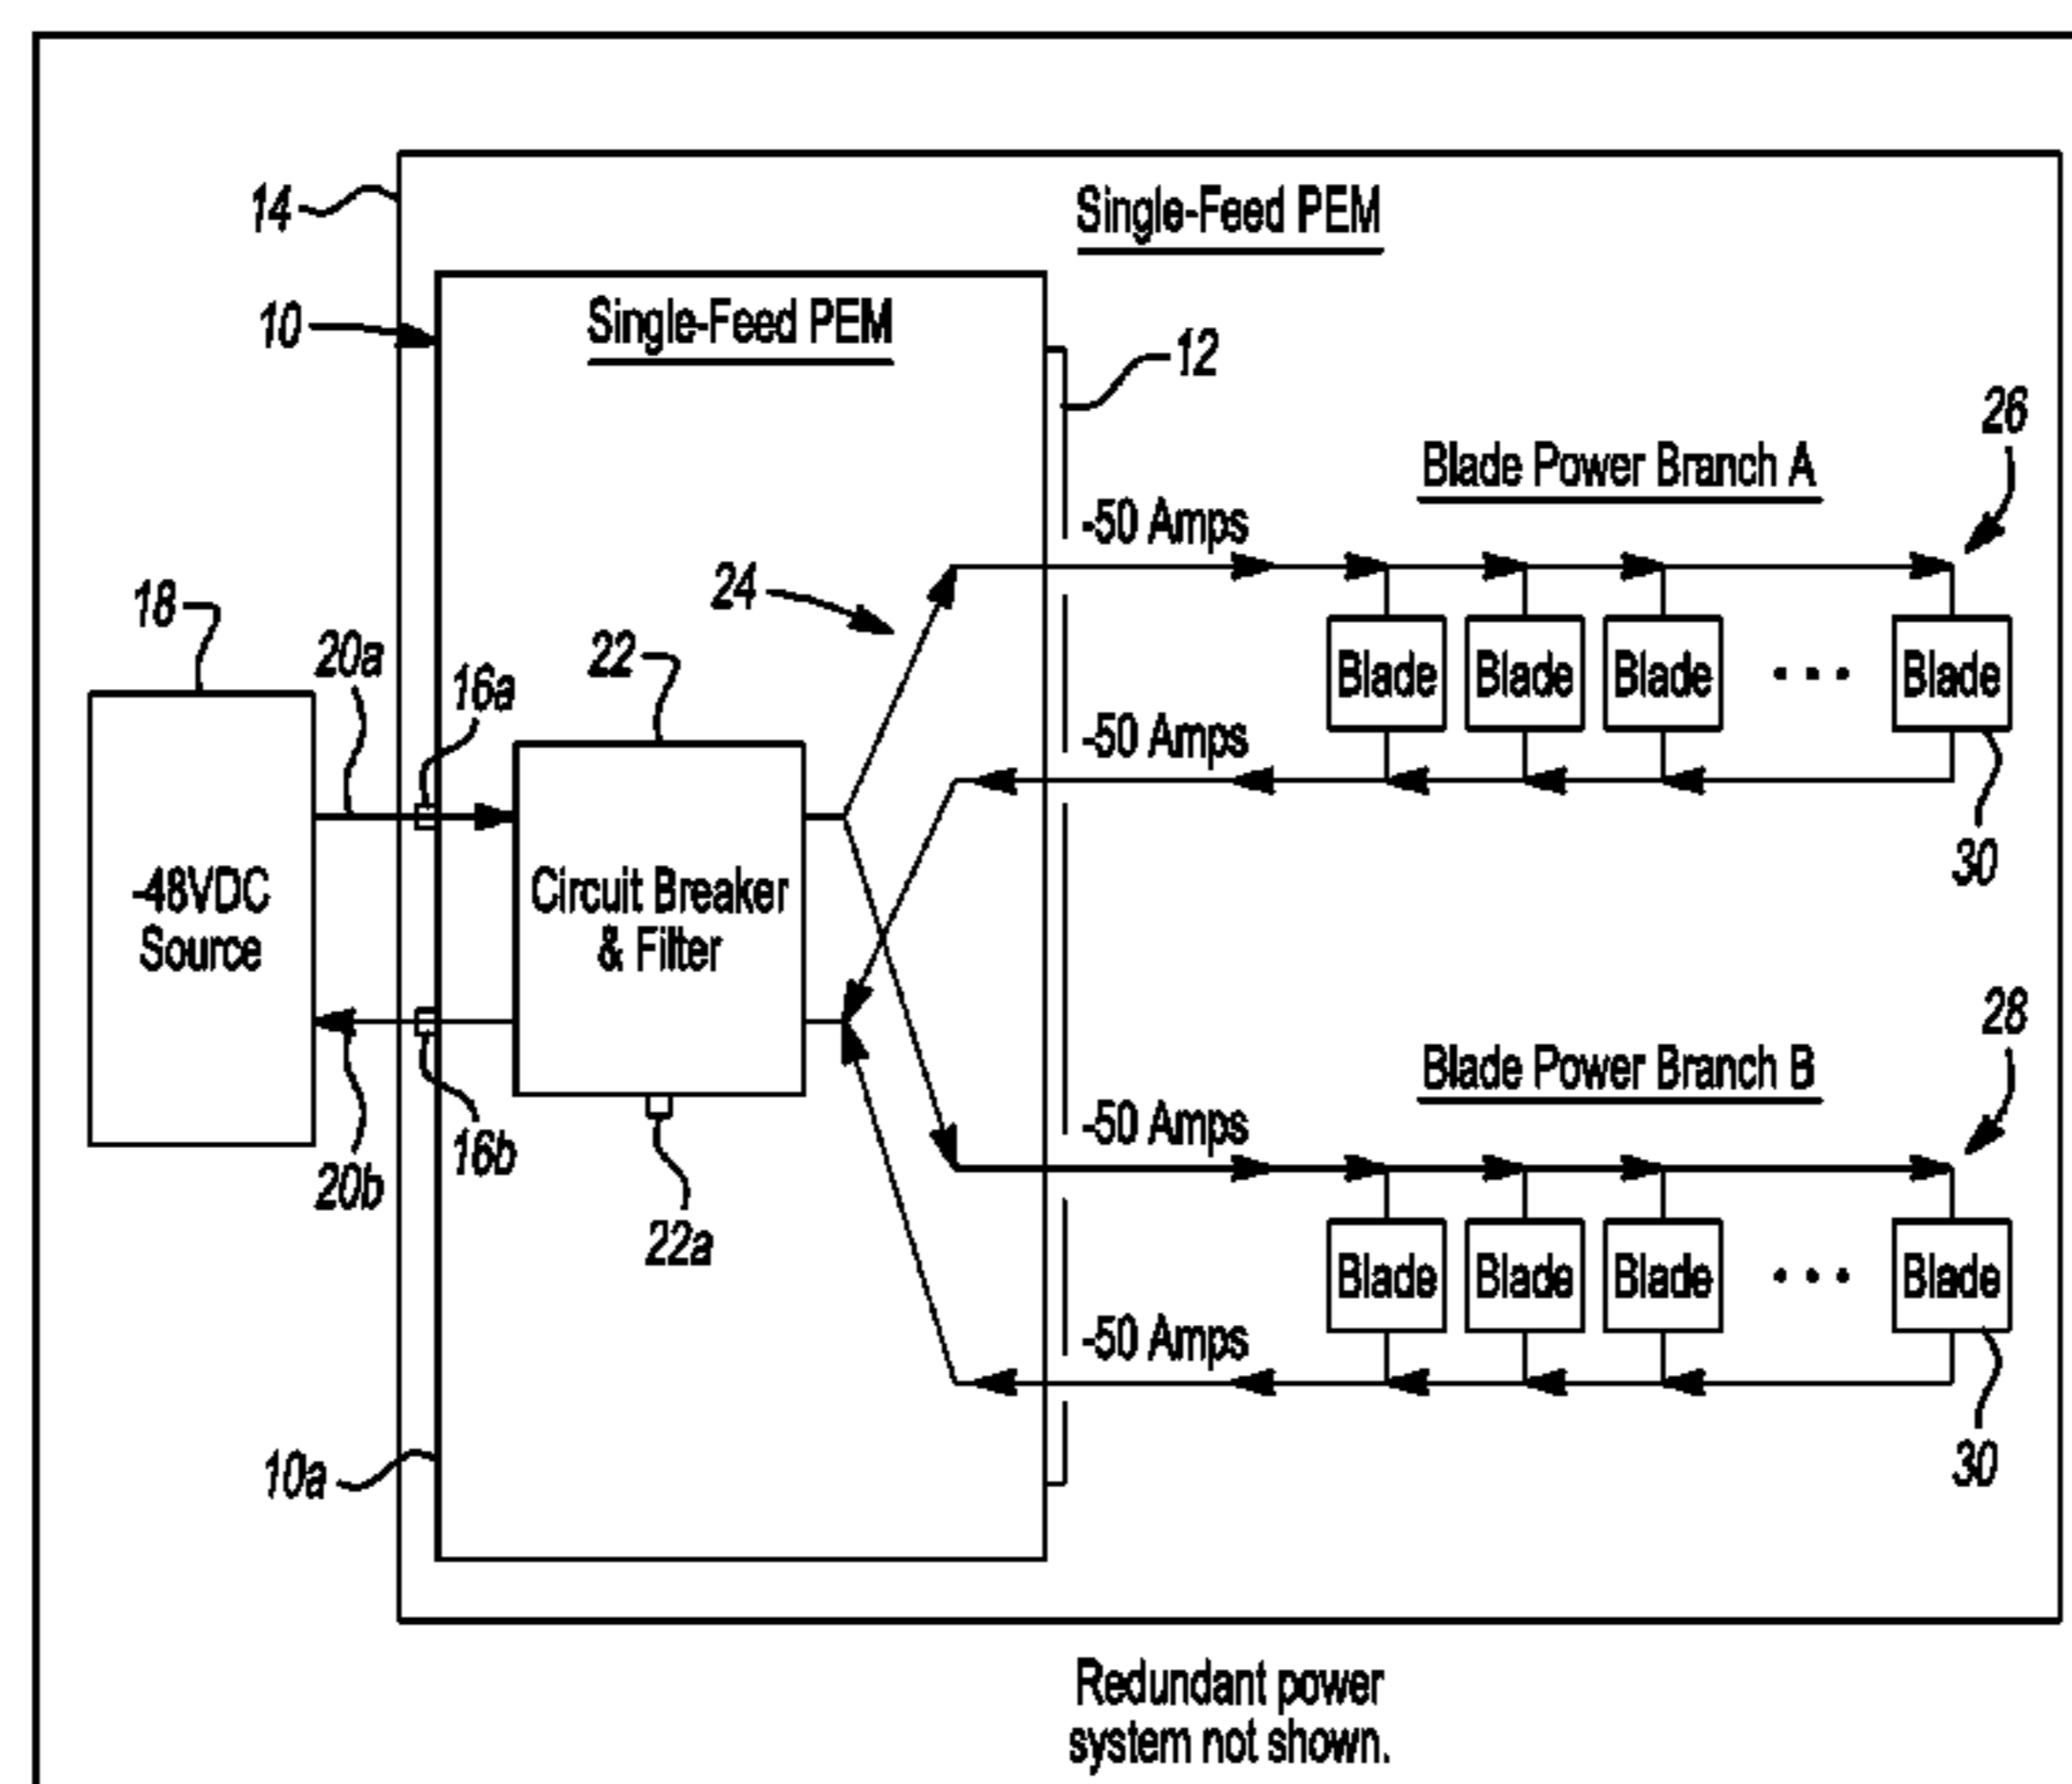 14
Single-Feed PEM
10
Single-Feed PEM
12
26
Blade Power Branch A
-50 Amps
24
18
20a
16a
22
Blade Blade Blade • • • Blade
-50 Amps
30
-48VDC
Source
Circuit Breaker
& Filter
28
Blade Power Branch B
-50 Amps
20b
16b
22a
Blade Blade Blade • • • Blade
-50 Amps
30
10a
Redundant power
system not shown.